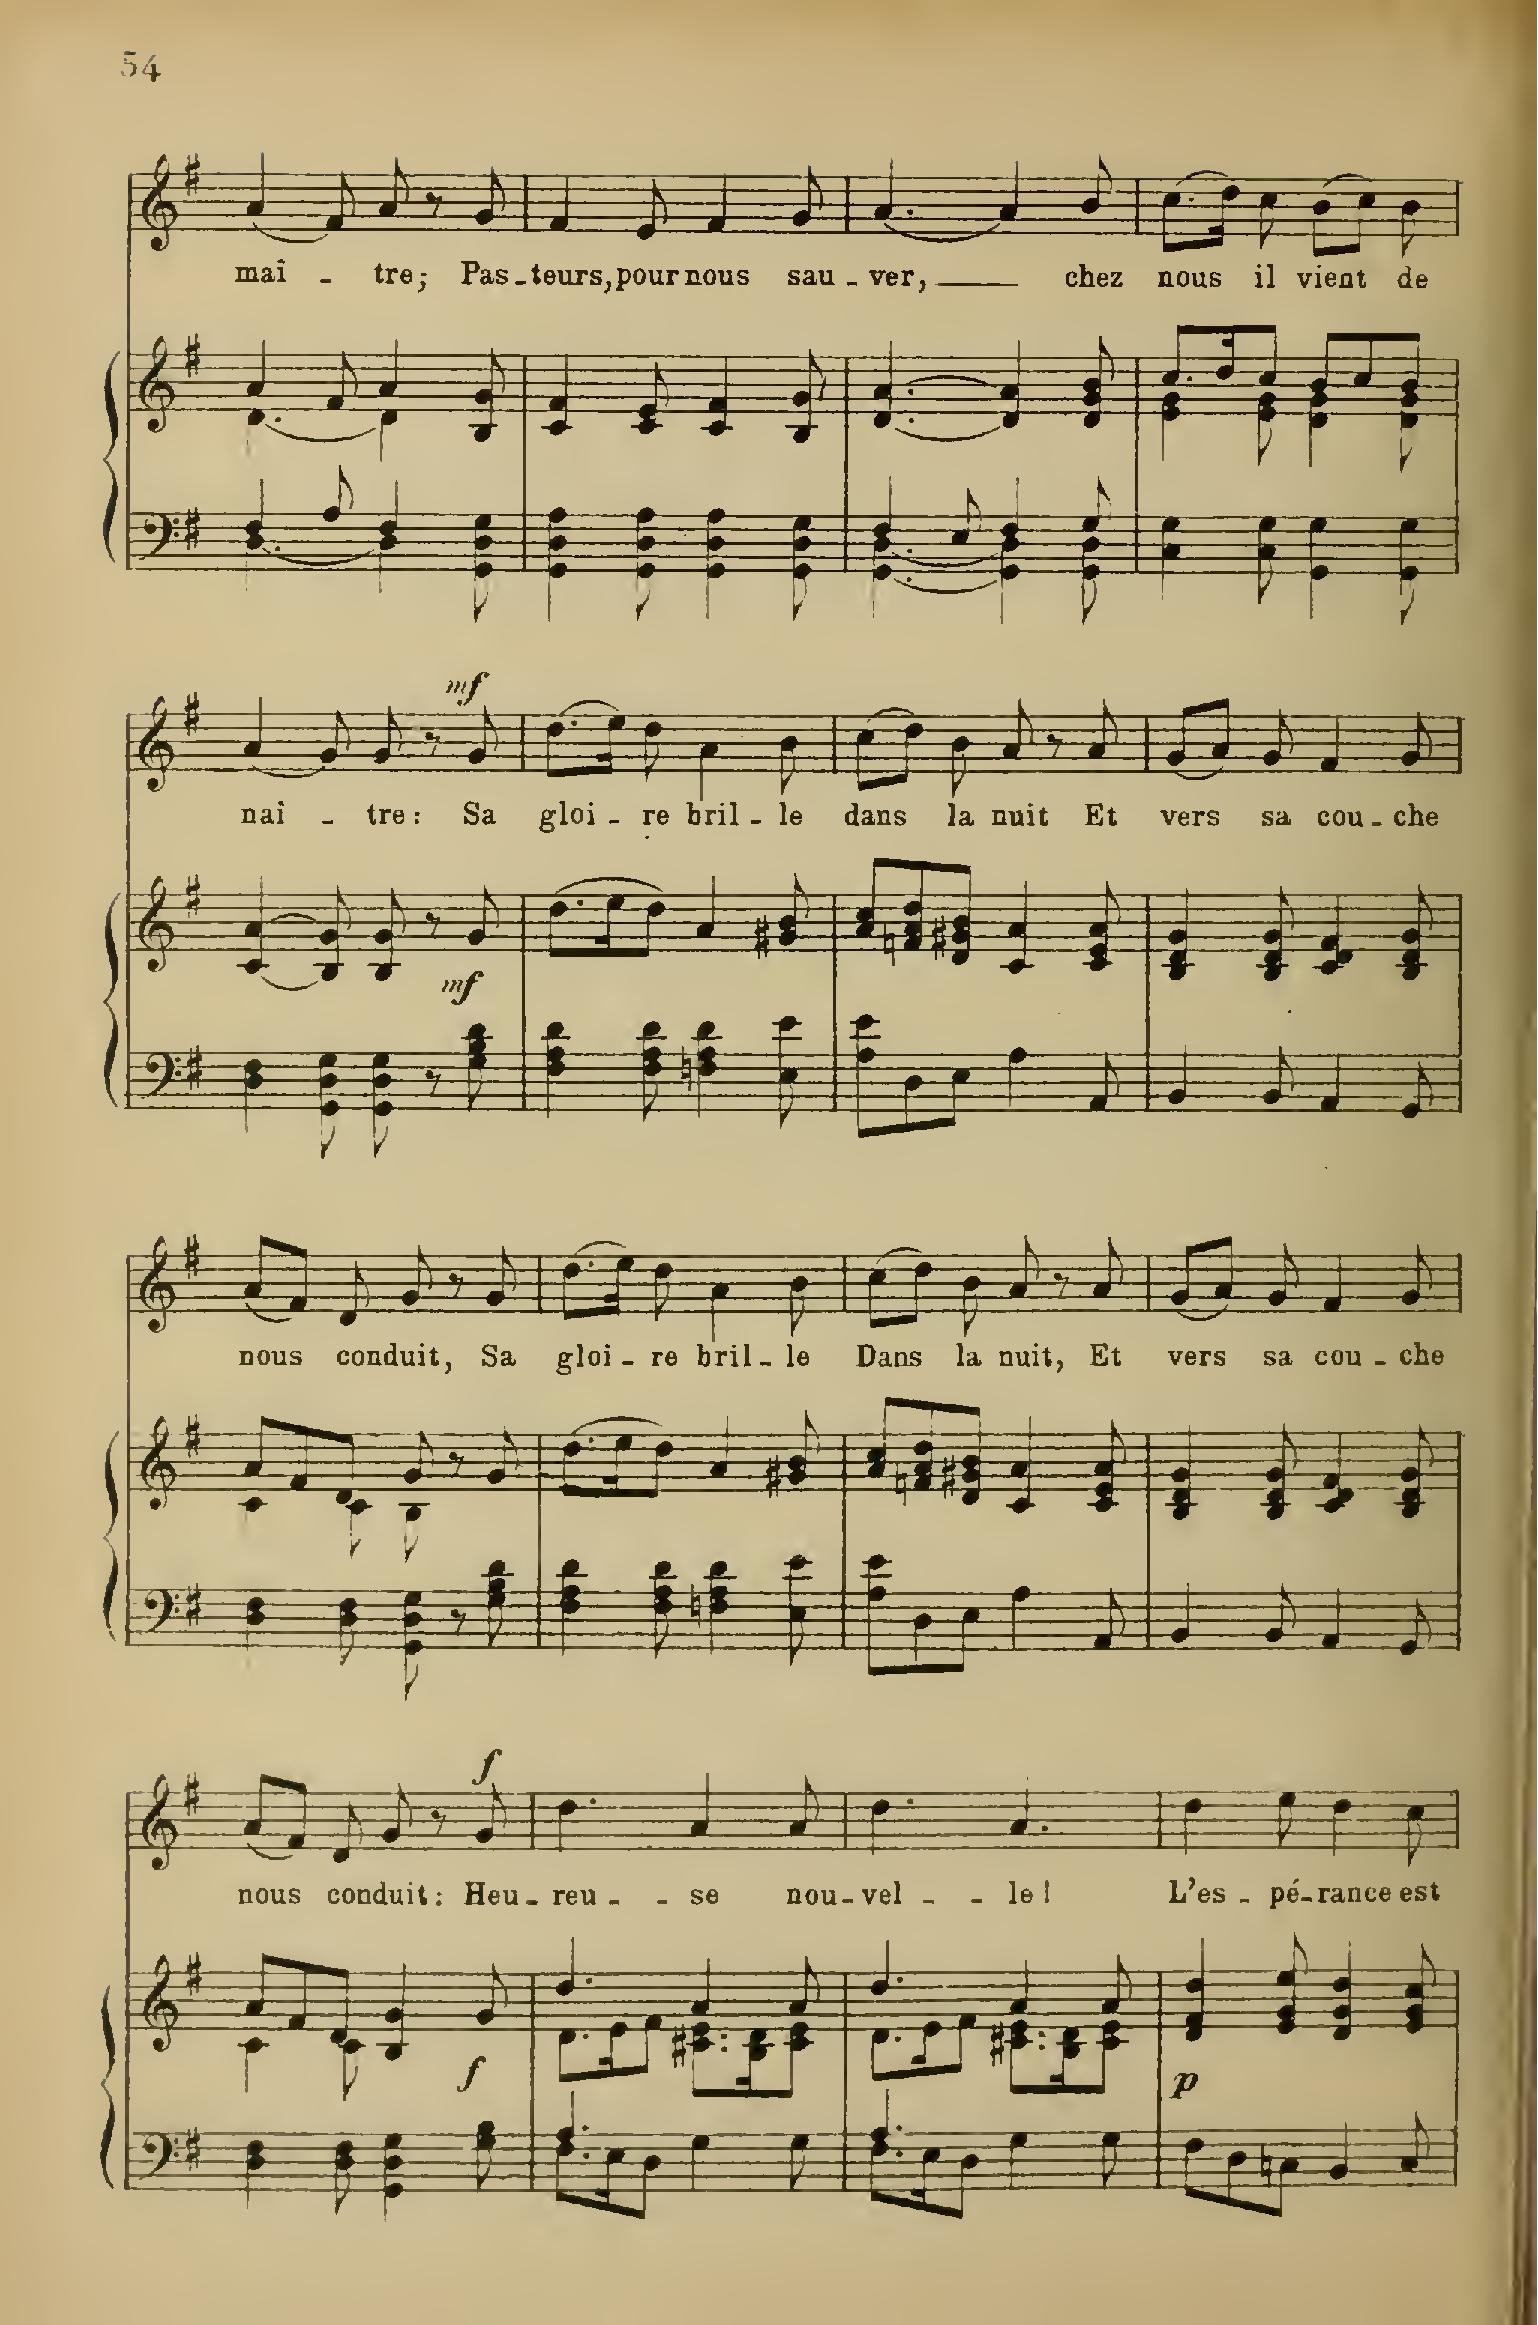 54
maî - tre; Pas-teurs, pour nous sau - ver, chez nous il vient de
mf
naî - tre: Sa gloi - re bril - le dans la nuit Et vers sa cou - che
mf
nous conduit, Sa gloi - re bril - le Dans la nuit, Et vers sa cou - che
f
nous conduit: Heu - reu - - se nou - vel - - le! L'es - pé-rance est
f p